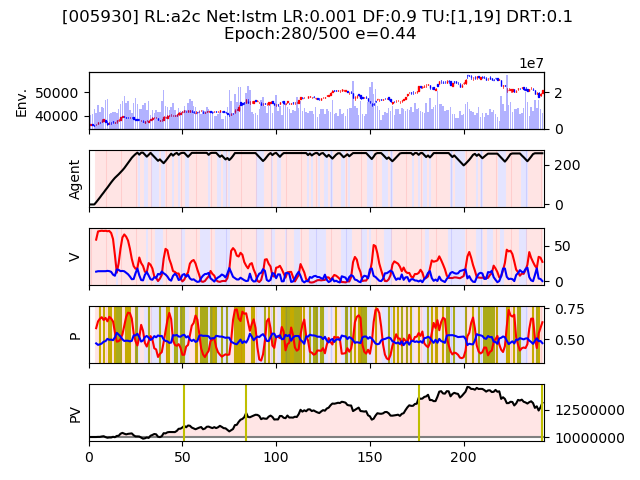 [005930] RL:a2c Net:lstm LR:0.001 DF:0.9 TU:[1,19] DRT:0.1
Epoch:280/500 e=0.44
1e7
Env.
50000
40000
2
0
Agent
200
0
V
50
0
P
0.75
0.50
PV
12500000
10000000
0 50 100 150 200